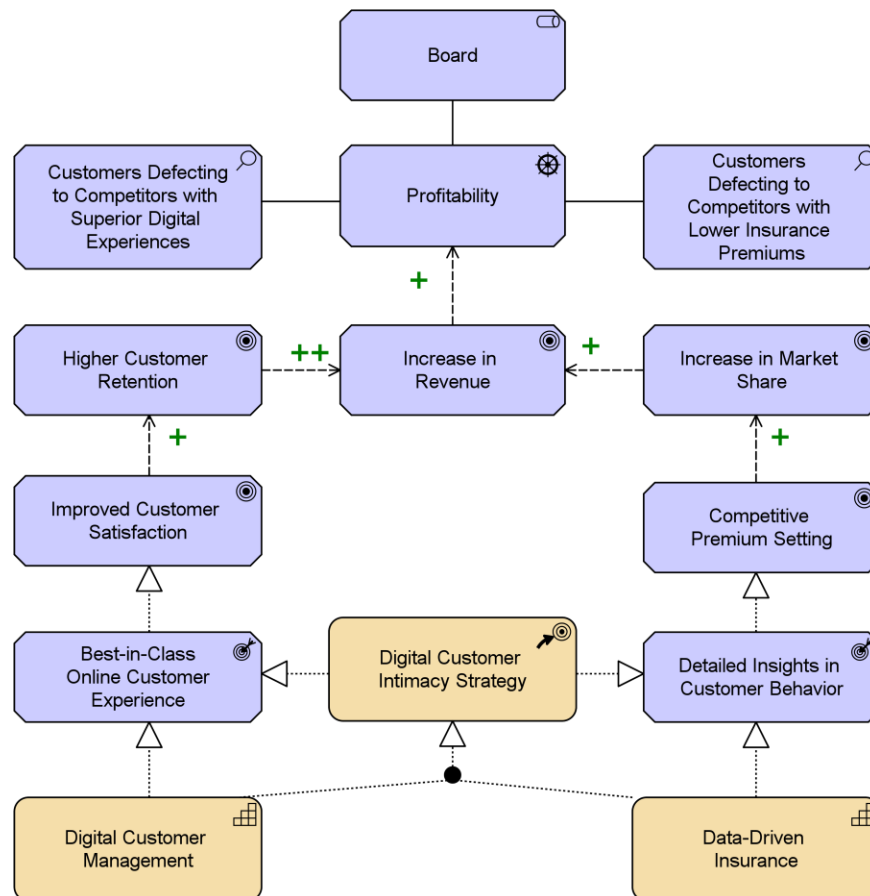 Board
Customers Defecting
to Competitors with
Superior Digital
Experiences
Profitability
Customers
Defecting to
Competitors with
Lower Insurance
Premiums
+
Higher Customer
Retention
++
Increase in
Revenue
+
Increase in Market
Share
+
+
Improved Customer
Satisfaction
Competitive
Premium Setting
Best-in-Class
Online Customer
Experience
Digital Customer
Intimacy Strategy
Detailed Insights in
Customer Behavior
Digital Customer
Management
Data-Driven
Insurance